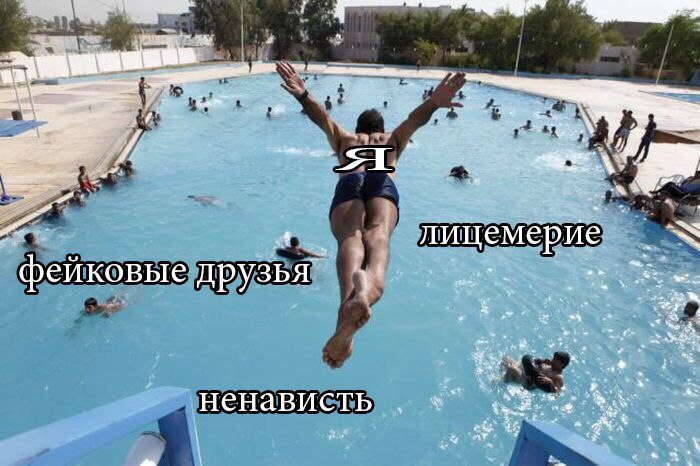 я
лицемерие
фейковые друзья
ненависть